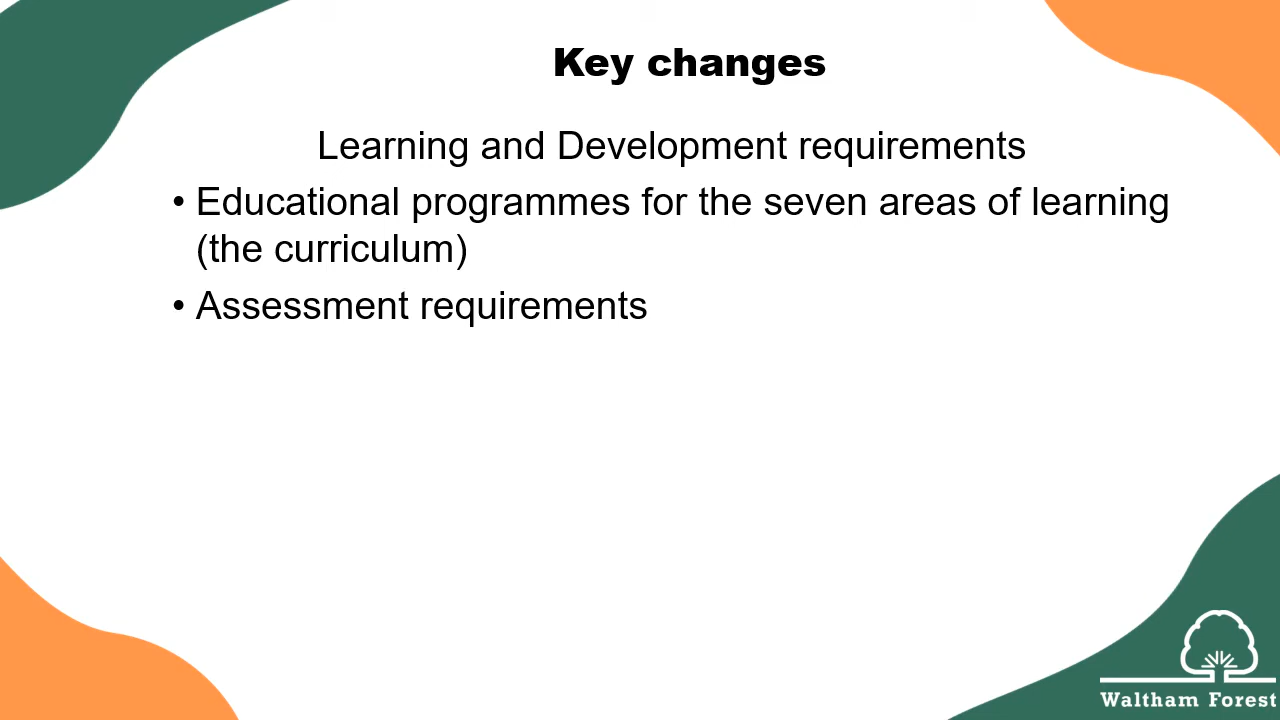 Key changes
Learning and Development requirements
• Educational programmes for the seven areas of learning
(the curriculum)
• Assessment requirements
Waltham Forest